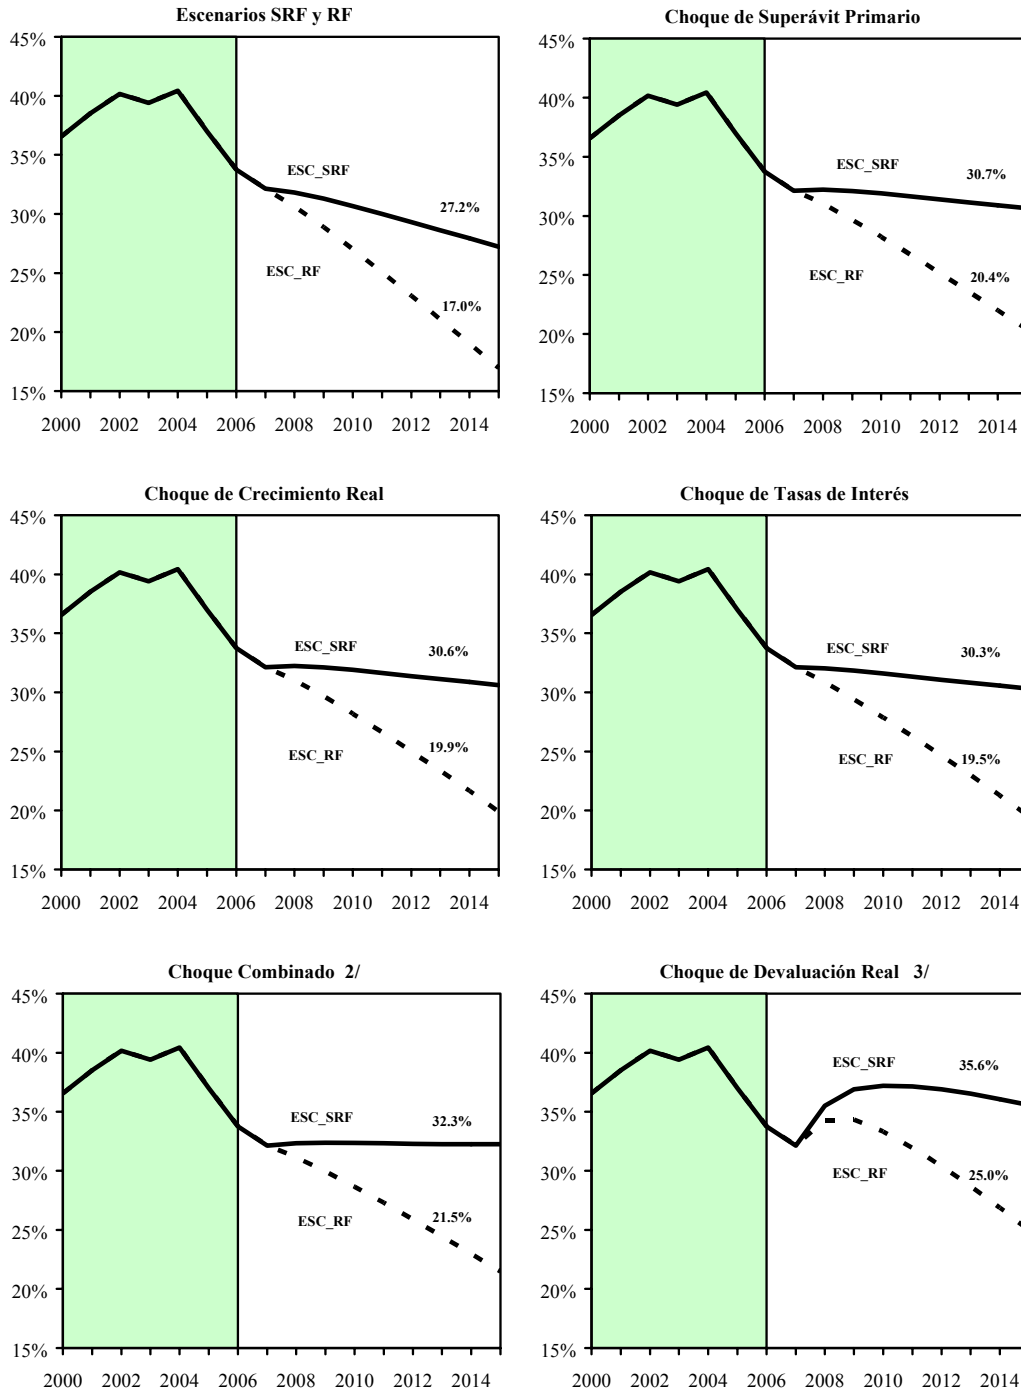 Escenarios SRF y RF
45%
40%
35%
30%
25%
20%
15%
ESC_SRF
27.2%
ESC_RF
17.0%
2000 2002 2004 2006 2008 2010 2012 2014
Choque de Superávit Primario
45%
40%
35%
30%
25%
20%
15%
ESC_SRF
30.7%
ESC_RF
20.4%
2000 2002 2004 2006 2008 2010 2012 2014
Choque de Crecimiento Real
45%
40%
35%
30%
25%
20%
15%
ESC_SRF
30.6%
ESC_RF
19.9%
2000 2002 2004 2006 2008 2010 2012 2014
Choque de Tasas de Interés
45%
40%
35%
30%
25%
20%
15%
ESC_SRF
30.3%
ESC_RF
19.5%
2000 2002 2004 2006 2008 2010 2012 2014
Choque Combinado 2/
45%
40%
35%
30%
25%
20%
15%
ESC_SRF
32.3%
ESC_RF
21.5%
2000 2002 2004 2006 2008 2010 2012 2014
Choque de Devaluación Real 3/
45%
40%
35%
30%
25%
20%
15%
ESC_SRF
35.6%
ESC_RF
25.0%
2000 2002 2004 2006 2008 2010 2012 2014